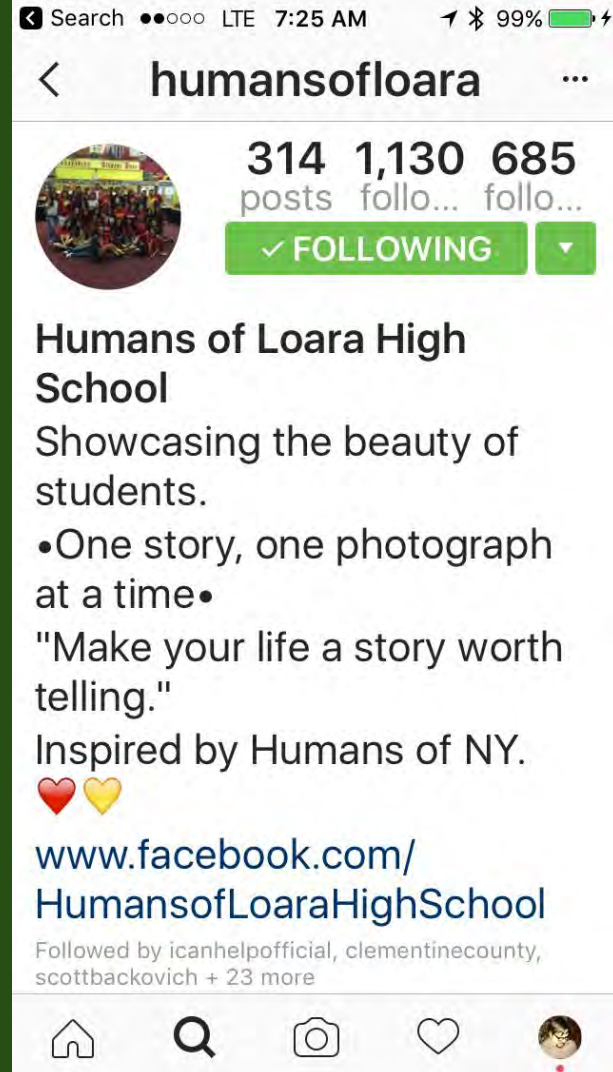 Search LTE 7:25 AM 99%
humansofloara ...
314 1,130 685
posts follo... follo...
✓ FOLLOWING ▼
Humans of Loara High
School
Showcasing the beauty of
students.
•One story, one photograph
at a time•
"Make your life a story worth
telling."
Inspired by Humans of NY.
❤️💛
www.facebook.com/
HumansofLoaraHighSchool
Followed by icanhelpofficial, clementinecounty,
scottbackovich + 23 more